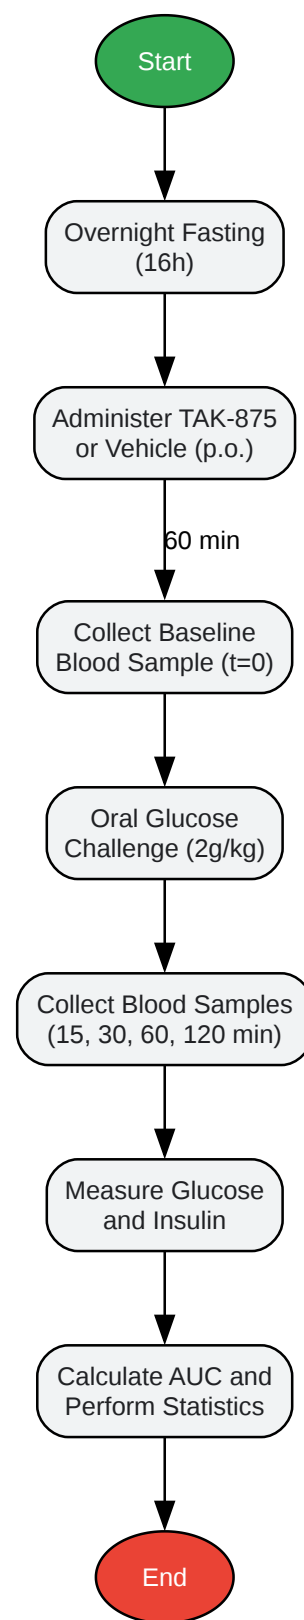 Start
Overnight Fasting
(16h)
Administer TAK-875
or Vehicle (p.o.)
60 min
Collect Baseline
Blood Sample (t=0)
Oral Glucose
Challenge (2g/kg)
Collect Blood Samples
(15, 30, 60, 120 min)
Measure Glucose
and Insulin
Calculate AUC and
Perform Statistics
End